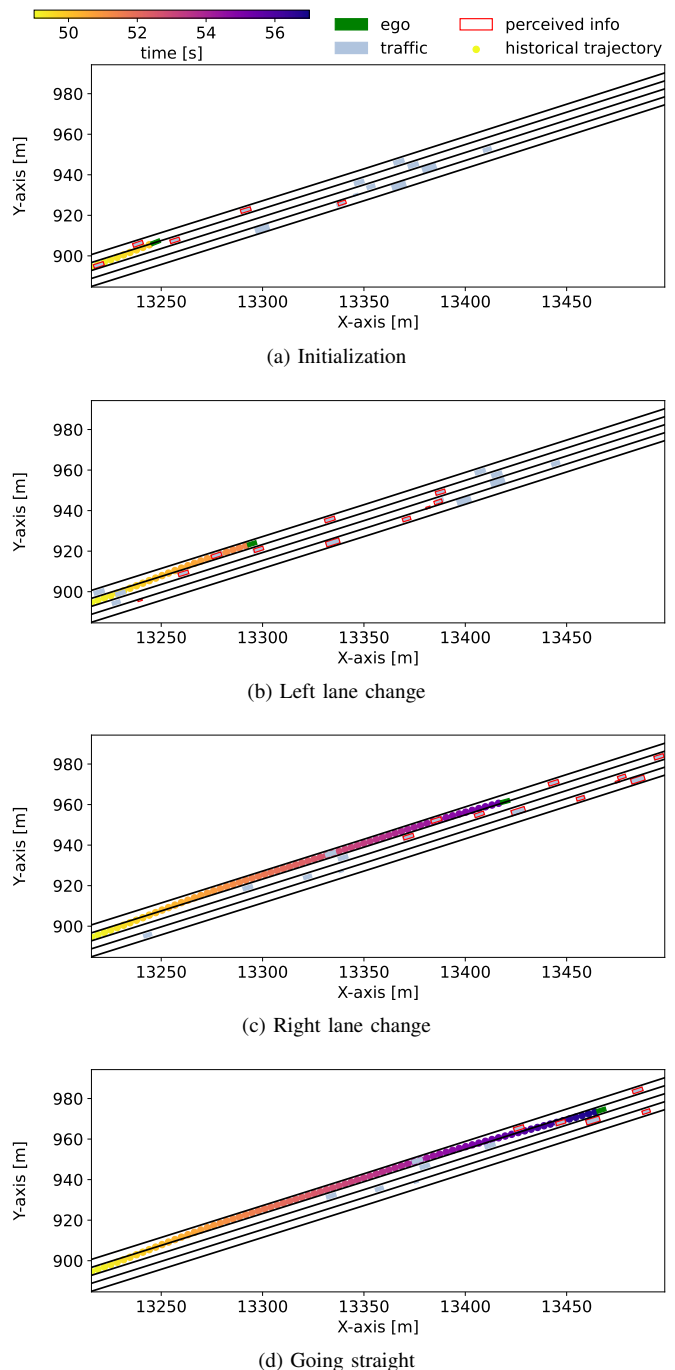 50 52 54 56
time [s]
ego
traffic
perceived info
historical trajectory
980
960
940
920
900
Y-axis [m]
13250 13300 13350 13400 13450
X-axis [m]
(a) Initialization
980
960
940
920
900
Y-axis [m]
13250 13300 13350 13400 13450
X-axis [m]
(b) Left lane change
980
960
940
920
900
Y-axis [m]
13250 13300 13350 13400 13450
X-axis [m]
(c) Right lane change
980
960
940
920
900
Y-axis [m]
13250 13300 13350 13400 13450
X-axis [m]
(d) Going straight